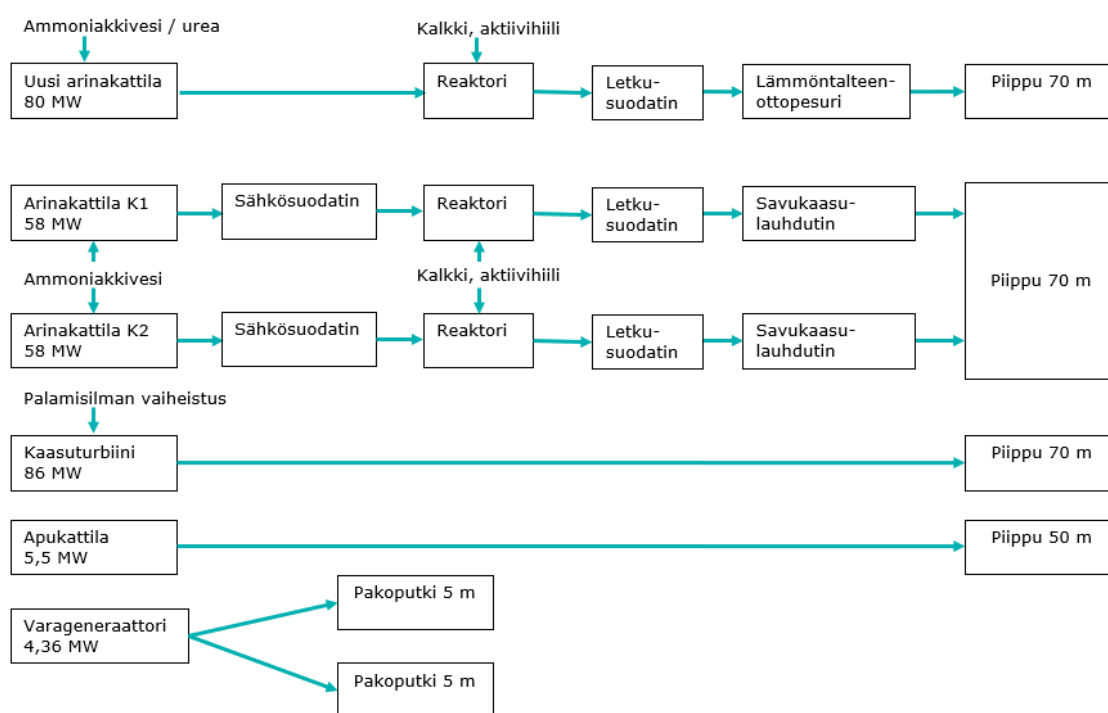 Ammoniakkivesi / urea
Kalkki, aktiivihiili
Uusi arinakattila
80 MW
Reaktori
Letku-
suodatin
Lämmöntalteen-
ottopesuri
Piippu 70 m
Arinakattila K1
58 MW
Sähkösuodatin
Reaktori
Letku-
suodatin
Savukaasu-
lauhdutin
Ammoniakkivesi
Kalkki, aktiivihiili
Piippu 70 m
Arinakattila K2
58 MW
Sähkösuodatin
Reaktori
Letku-
suodatin
Savukaasu-
lauhdutin
Palamisilman vaiheistus
Kaasuturbiini
86 MW
Piippu 70 m
Apukattila
5,5 MW
Piippu 50 m
Varageneraattori
4,36 MW
Pakoputki 5 m
Pakoputki 5 m